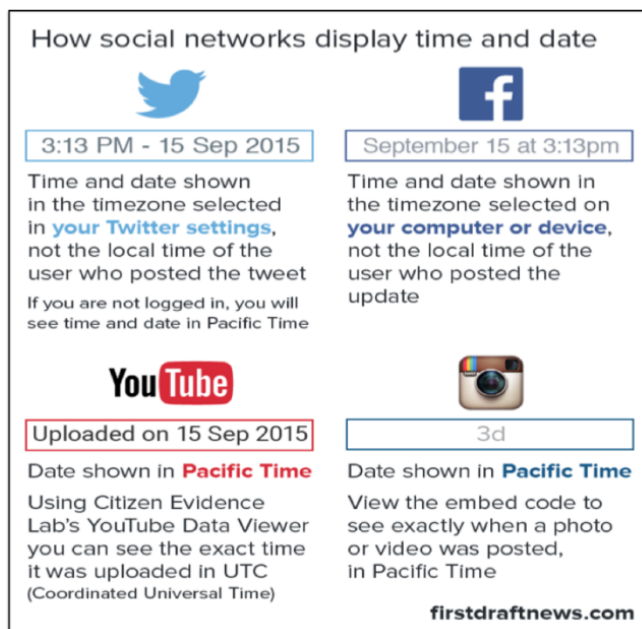 How social networks display time and date
3:13 PM - 15 Sep 2015
Time and date shown
in the timezone selected
in your Twitter settings,
not the local time of the
user who posted the tweet
If you are not logged in, you will
see time and date in Pacific Time
f
September 15 at 3:13pm
Time and date shown in
the timezone selected on
your computer or device,
not the local time of the
user who posted the
update
YouTube
Uploaded on 15 Sep 2015
Date shown in Pacific Time
Using Citizen Evidence
Lab's YouTube Data Viewer
you can see the exact time
it was uploaded in UTC
(Coordinated Universal Time)
3d
Date shown in Pacific Time
View the embed code to
see exactly when a photo
or video was posted,
in Pacific Time
firstdraftnews.com